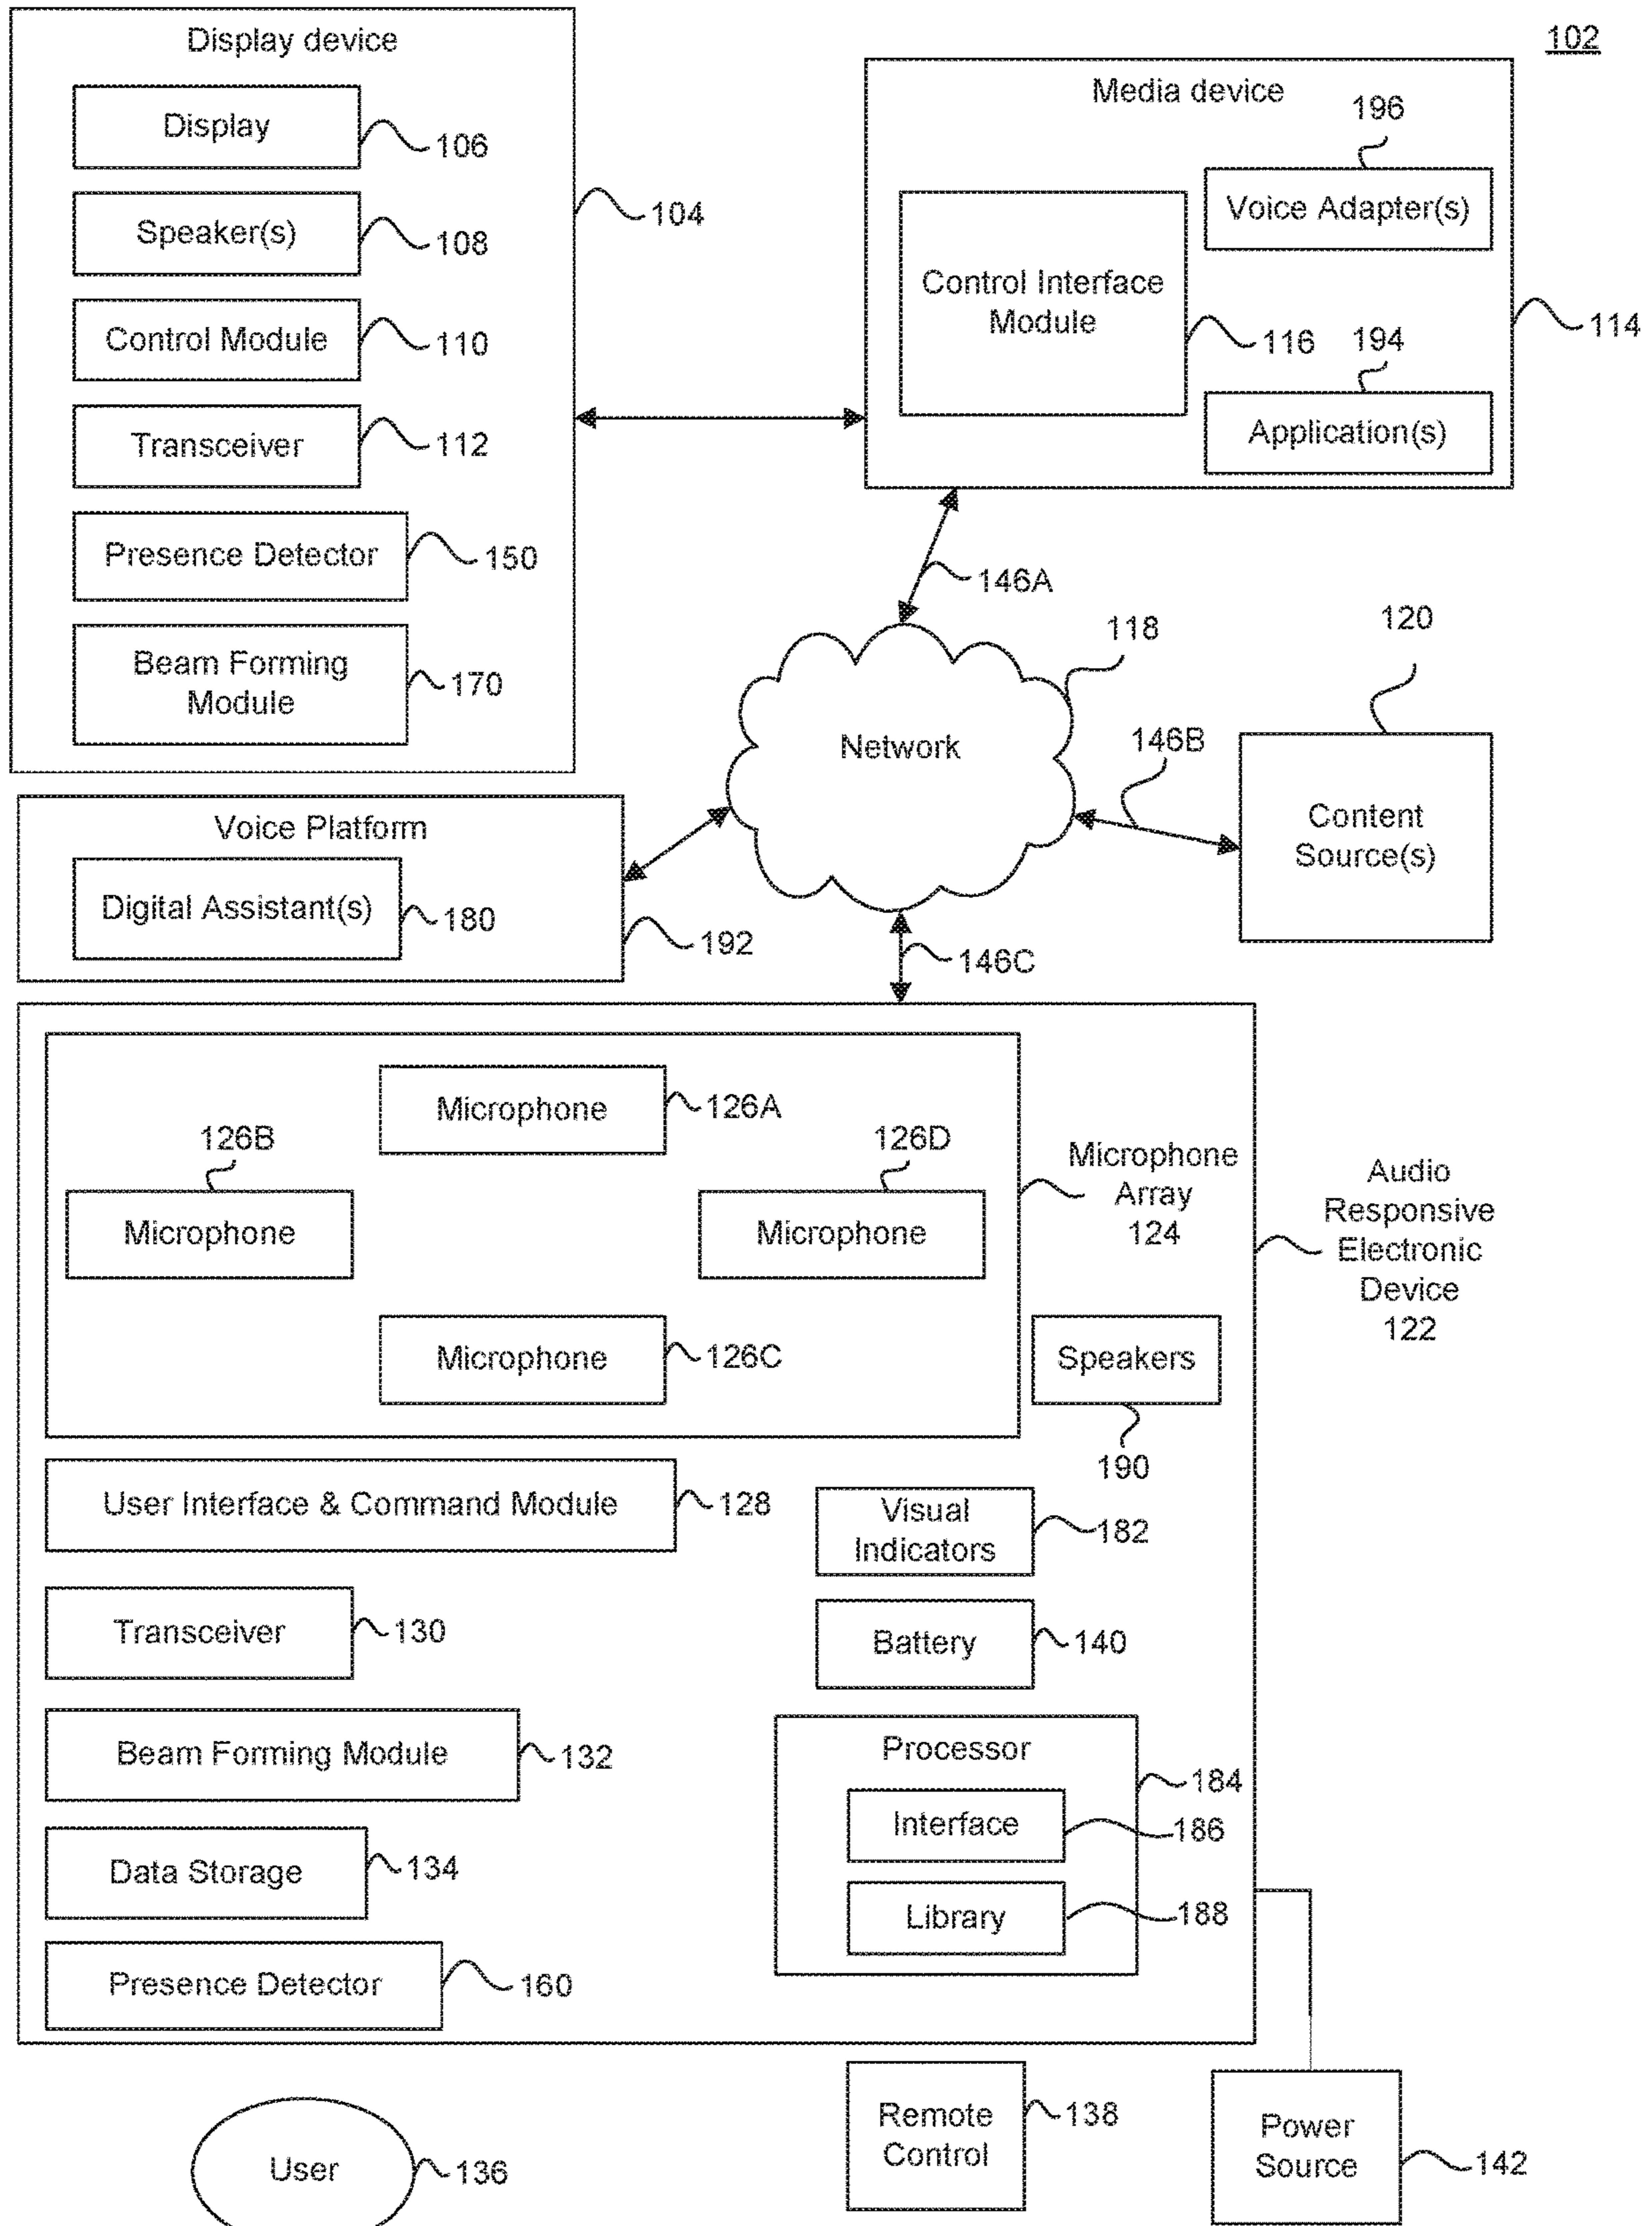 102
Display device
Display
106
Speaker(s)
108
104
Control Module
110
Transceiver
112
Presence Detector
150
Beam Forming
Module
170
Media device
196
Voice Adapter(s)
Control Interface
Module
116
114
194
Application(s)
146A
118
Network
120
146B
Content
Source(s)
Voice Platform
Digital Assistant(s)
180
192
146C
Microphone
126A
126B
Microphone
126D
Microphone
Microphone
126C
Microphone
Array
124
Audio
Responsive
Electronic
Device
122
Speakers
190
User Interface & Command Module
128
Visual
Indicators
182
Transceiver
130
Battery
140
Beam Forming Module
132
Processor
184
Interface
186
Library
188
Data Storage
134
Presence Detector
160
User
136
Remote
Control
138
Power
Source
142